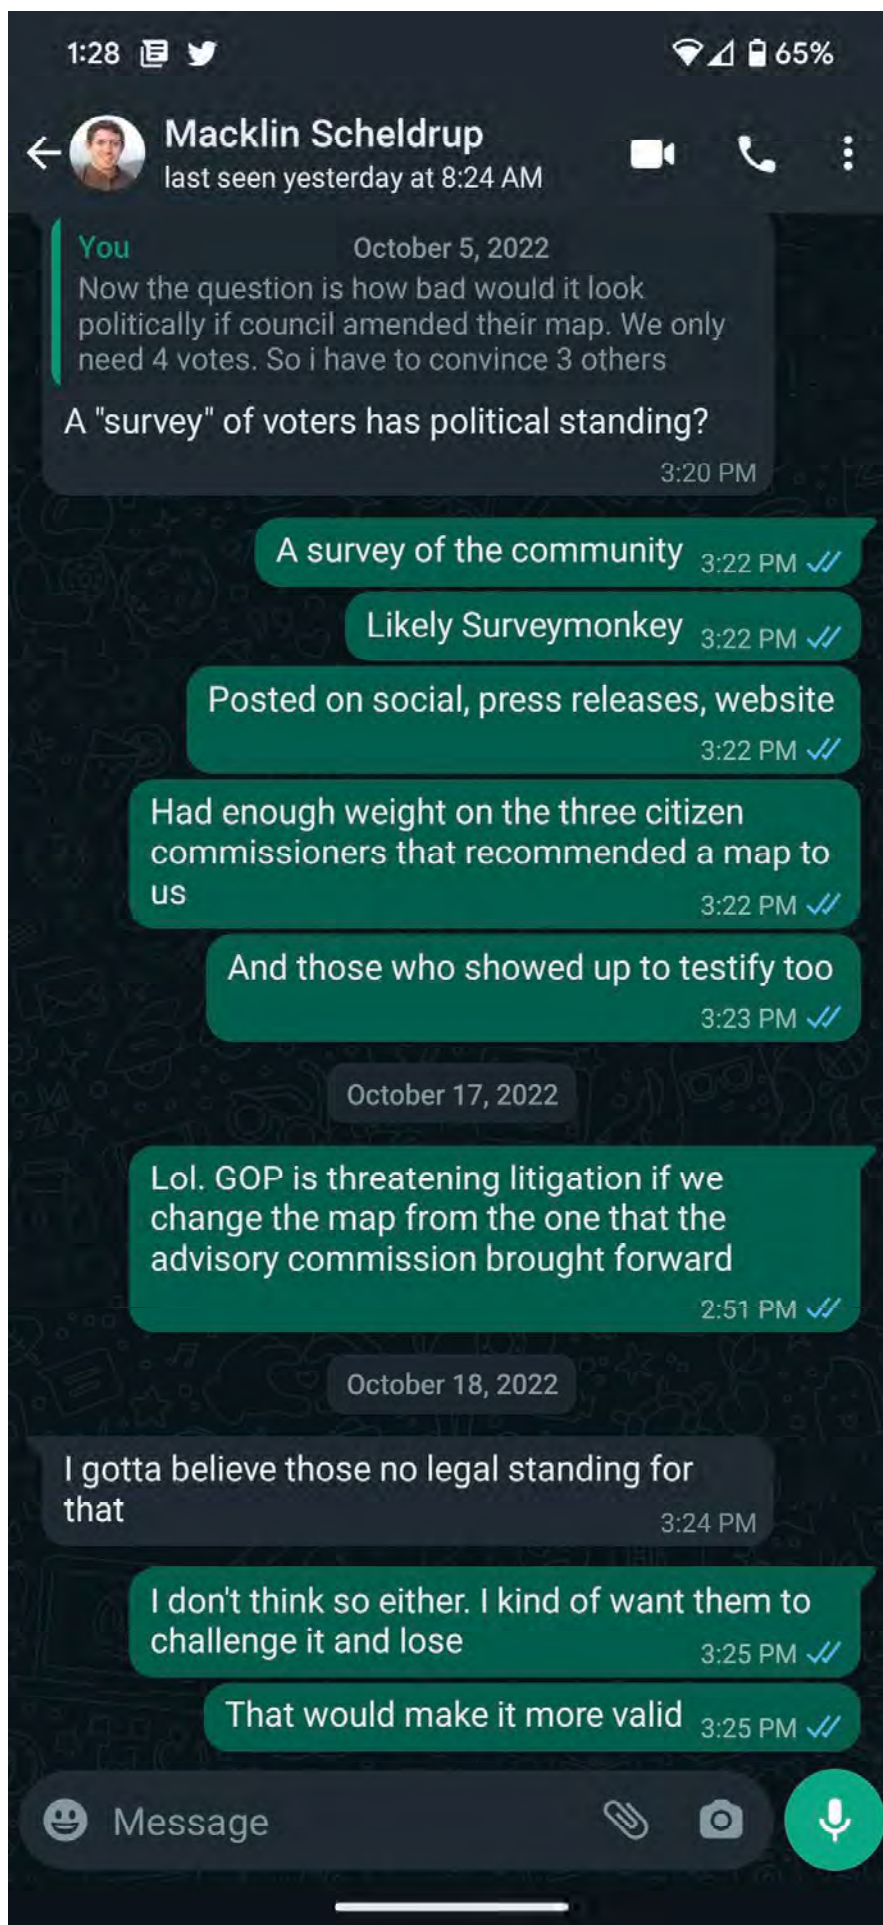 1:28 65%
Macklin Scheldrup
last seen yesterday at 8:24 AM
You October 5, 2022
Now the question is how bad would it look
politically if council amended their map. We only
need 4 votes. So i have to convince 3 others
A "survey" of voters has political standing?
3:20 PM
A survey of the community 3:22 PM
Likely Surveymonkey 3:22 PM
Posted on social, press releases, website
3:22 PM
Had enough weight on the three citizen
commissioners that recommended a map to
us 3:22 PM
And those who showed up to testify too
3:23 PM
October 17, 2022
Lol. GOP is threatening litigation if we
change the map from the one that the
advisory commission brought forward
2:51 PM
October 18, 2022
I gotta believe those no legal standing for
that 3:24 PM
I don't think so either. I kind of want them to
challenge it and lose 3:25 PM
That would make it more valid 3:25 PM
Message